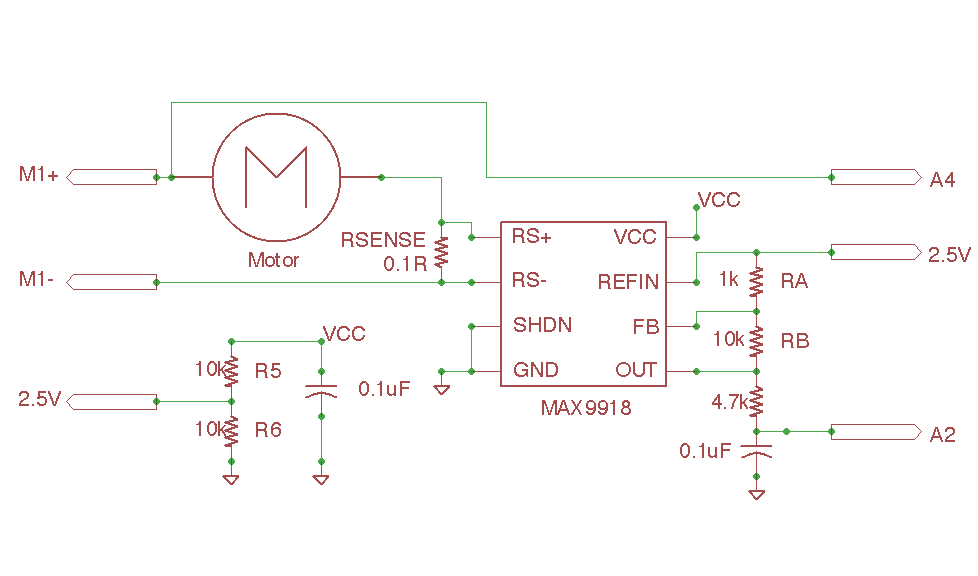 M1+
A4
VCC
RSENSE
RS+
VCC
Motor
0.1R
2.5V
M1-
RS-
REFIN
1k
RA
SHDN
FB
10k
RB
VCC
10k
R5
GND
OUT
0.1uF
2.5V
4.7k
MAX9918
10k
R6
A2
0.1uF
M